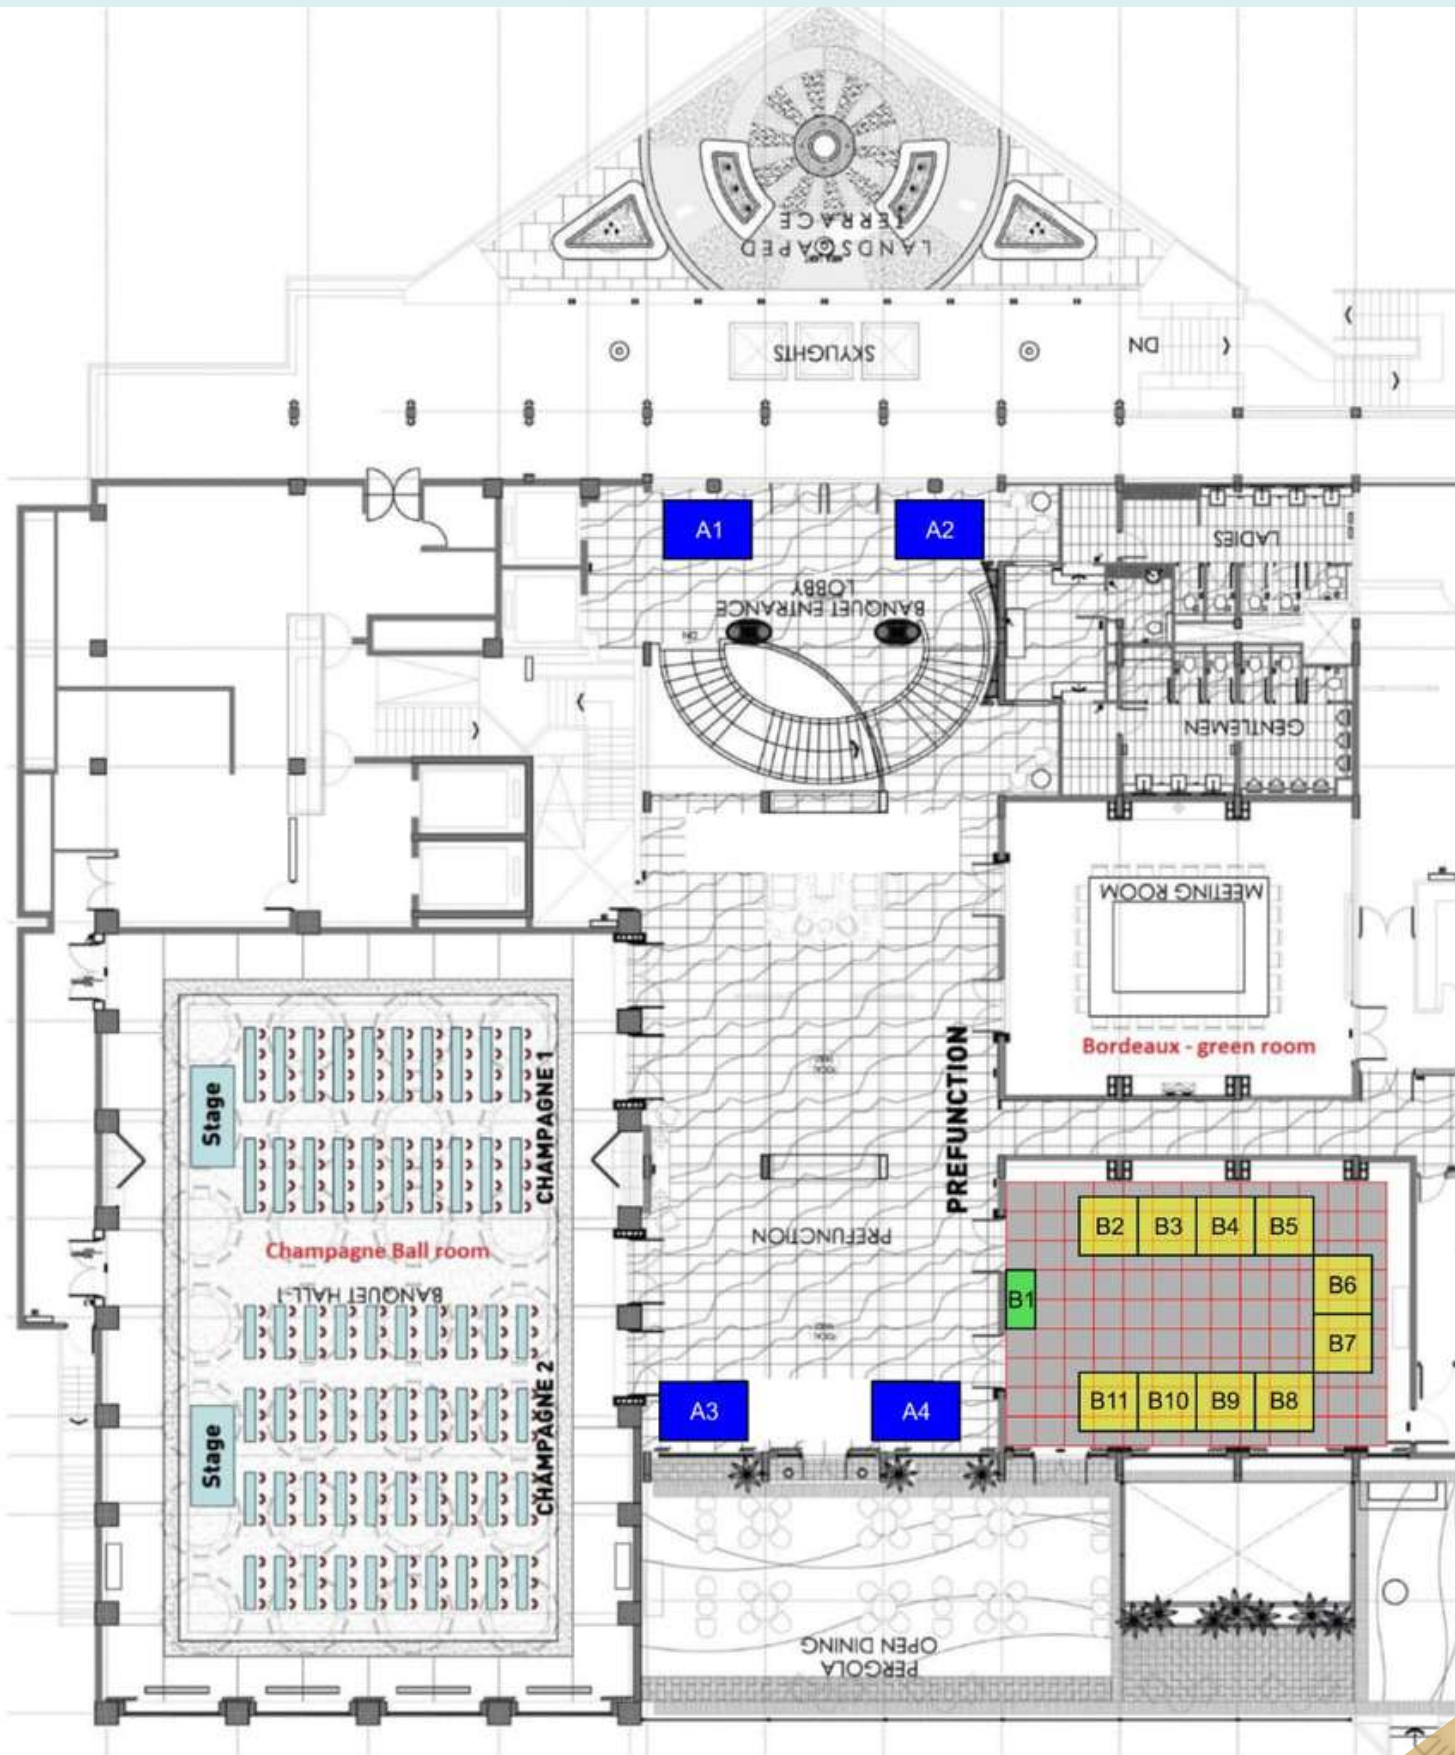 LANDSCAPED
TERRACE
SKYLIGHTS
DN
A1
A2
LADIES
BANQUET ENTRANCE
LOBBY
DN
GENTLEMEN
MEETING ROOM
Bordeaux - green room
PREFUNCTION
Stage
CHAMPAGNE 1
Champagne Ball room
BANQUET HALL-1
PREFUNCTION
B2
B3
B4
B5
B1
B6
B7
B11
B10
B9
B8
A3
A4
Stage
CHAMPAGNE 2
PERGOLA
OPEN DINING